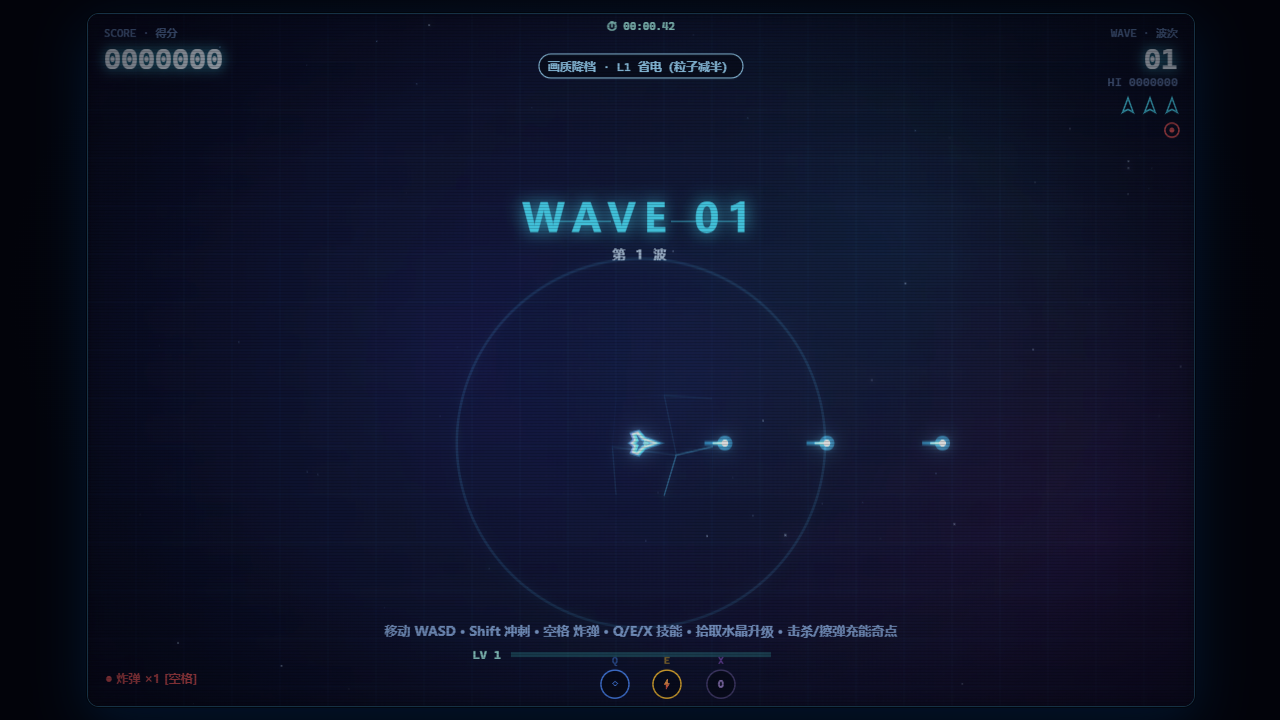 SCORE · 得分
0000000
00:00.42
画质降档 · L1 省电 (粒子减半)
WAVE · 波次
01
HI 0000000
WAVE 01
第 1 波
移动 WASD • Shift 冲刺 • 空格 炸弹 • Q/E/X 技能 • 拾取水晶升级 • 击杀/擦弹充能奇点
LV 1
Q E X
0
炸弹 ×1 [空格]